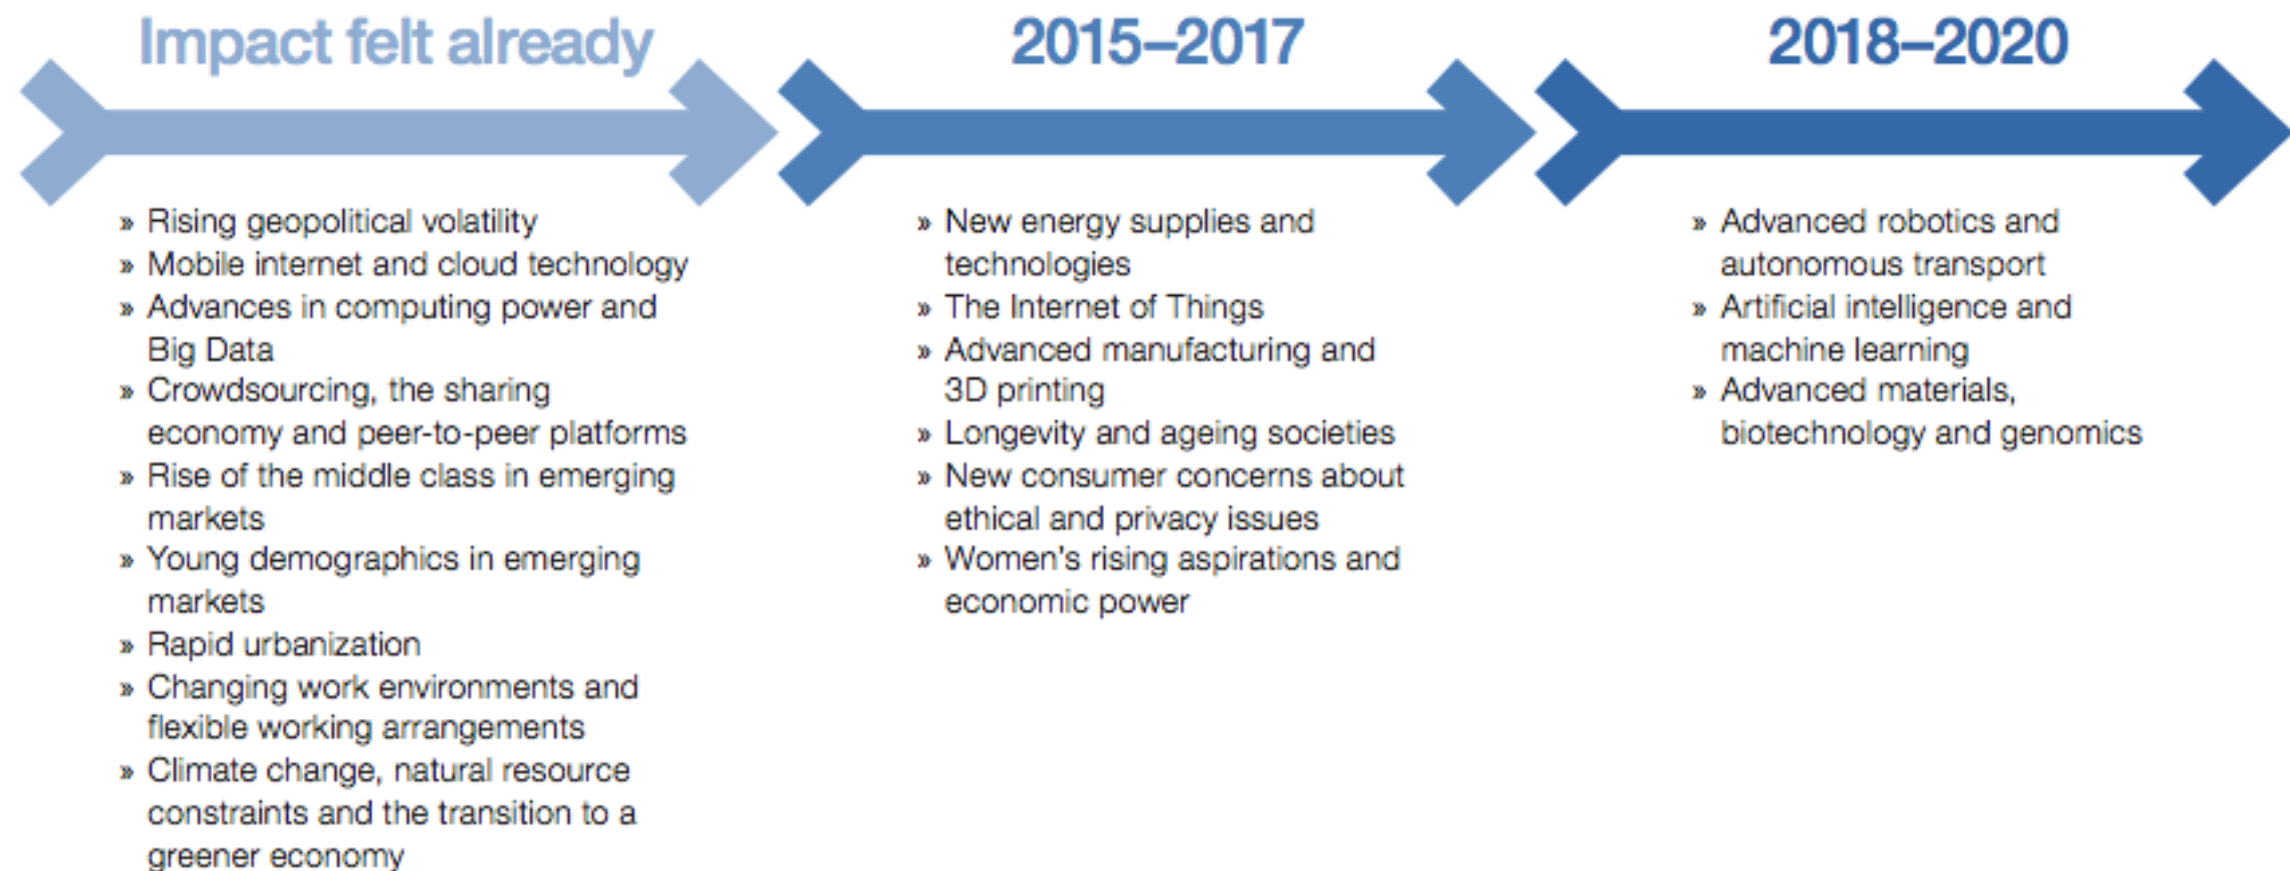 Impact felt already
» Rising geopolitical volatility
» Mobile internet and cloud technology
» Advances in computing power and
Big Data
» Crowdsourcing, the sharing
economy and peer-to-peer platforms
» Rise of the middle class in emerging
markets
» Young demographics in emerging
markets
» Rapid urbanization
» Changing work environments and
flexible working arrangements
» Climate change, natural resource
constraints and the transition to a
greener economy
2015–2017
» New energy supplies and
technologies
» The Internet of Things
» Advanced manufacturing and
3D printing
» Longevity and ageing societies
» New consumer concerns about
ethical and privacy issues
» Women's rising aspirations and
economic power
2018–2020
» Advanced robotics and
autonomous transport
» Artificial intelligence and
machine learning
» Advanced materials,
biotechnology and genomics